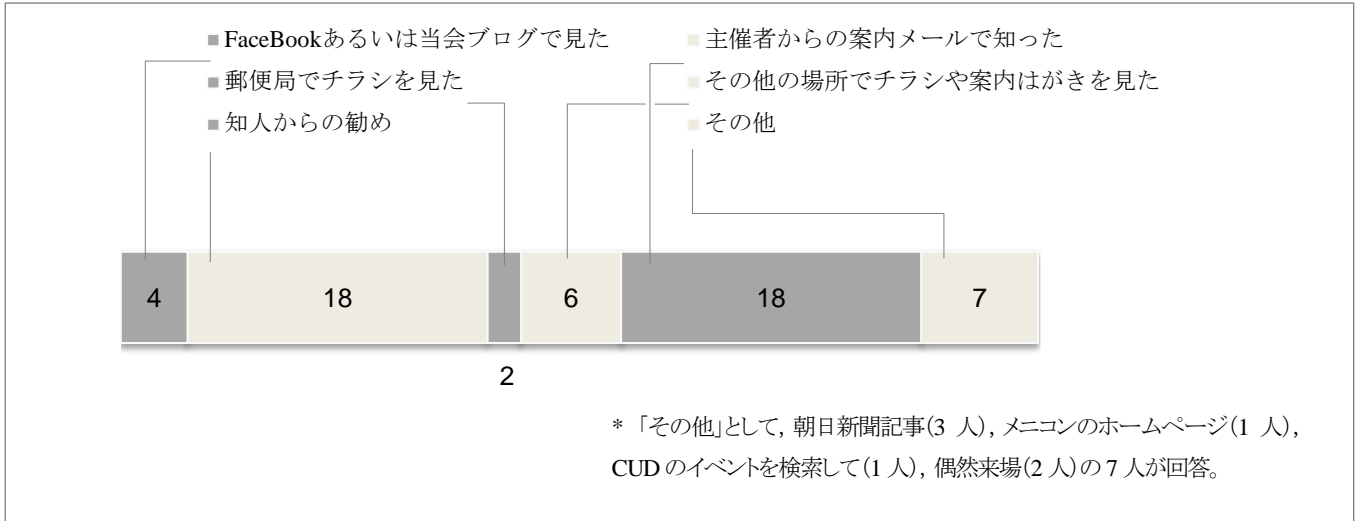 FaceBookあるいは当会ブログで見た
主催者からの案内メールで知った
郵便局でチラシを見た
その他の場所でチラシや案内はがきを見た
知人からの勧め
その他
4
18
6
18
7
2
* 「その他」として, 朝日新聞記事(3 人), メニコンのホームページ(1 人),
CUD のイベントを検索して(1 人), 偶然来場(2 人)の 7 人が回答。